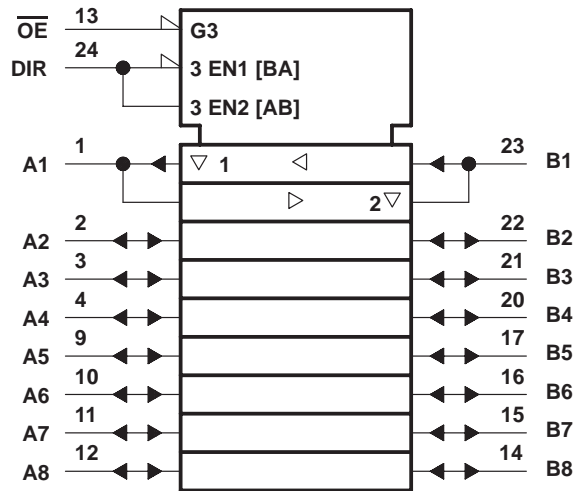 OE 13 G3
DIR 24 3 EN1 [BA]
3 EN2 [AB]
A1 1 1 23 B1
2
A2 2 22 B2
A3 3 21 B3
A4 4 20 B4
A5 9 17 B5
A6 10 16 B6
A7 11 15 B7
A8 12 14 B8